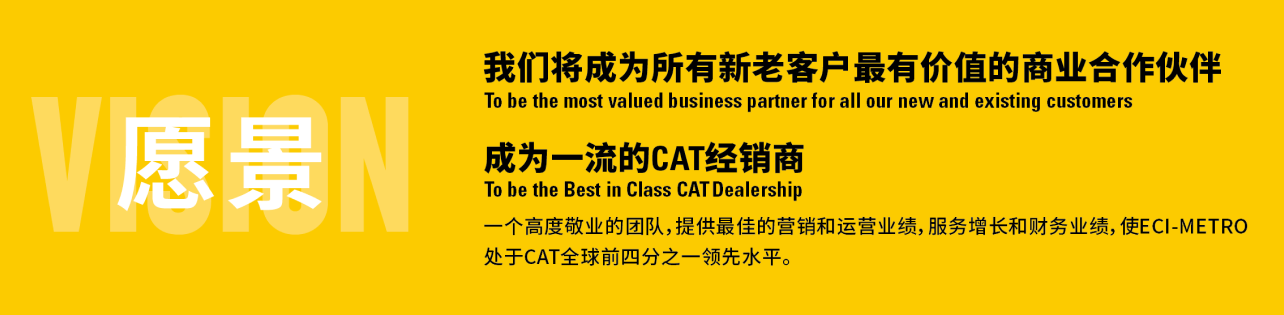 VISION
愿景
我们将成为所有新老客户最有价值的商业合作伙伴
To be the most valued business partner for all our new and existing customers
成为一流的CAT经销商
To be the Best in Class CAT Dealership
一个高度敬业的团队,提供最佳的营销和运营业绩,服务增长和财务业绩,使ECI-METRO
处于CAT全球前四分之一领先水平。